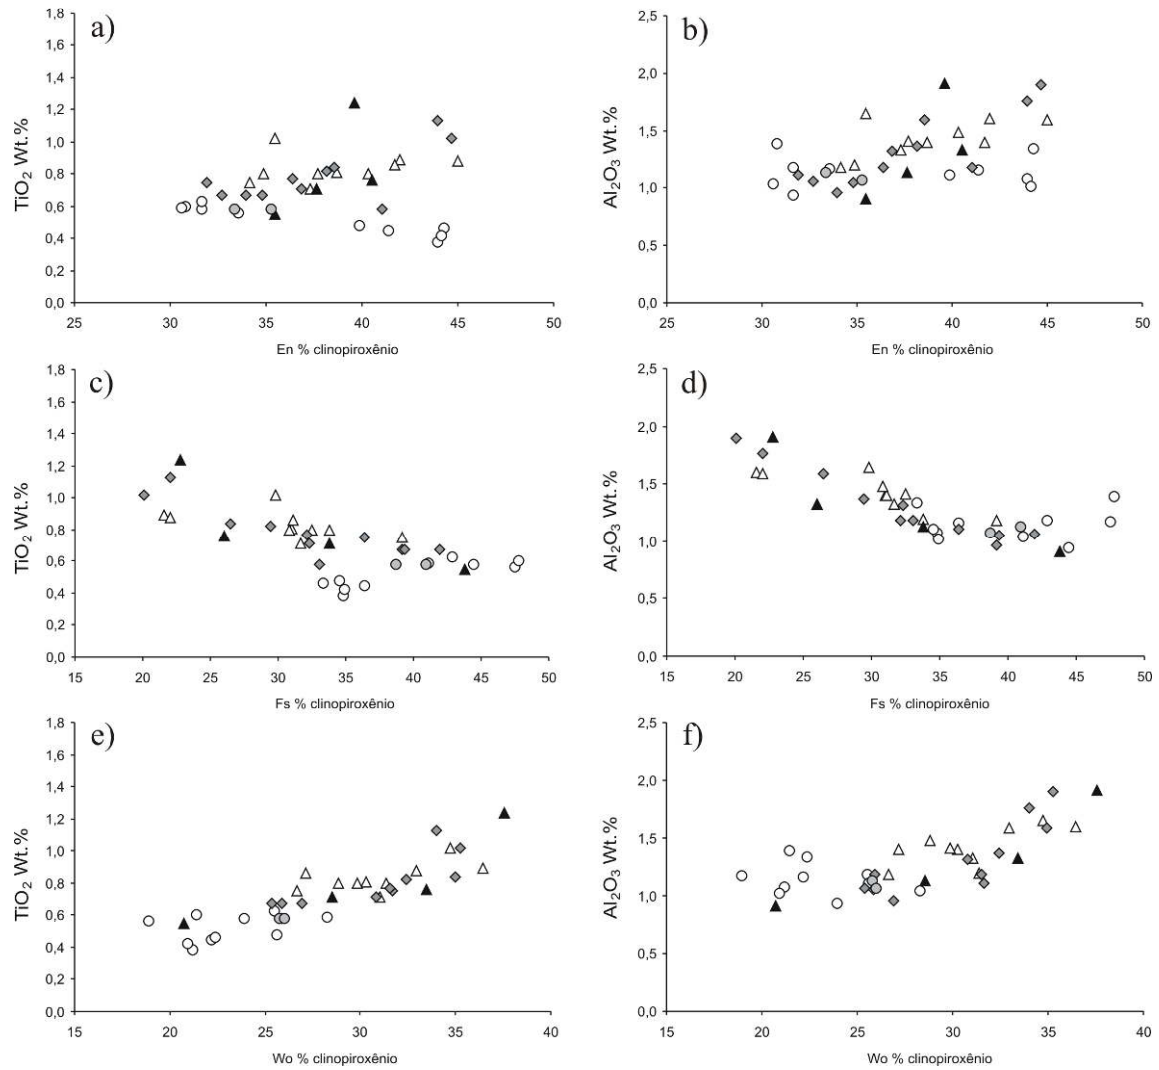 a)
1,8
1,6
1,4
1,2
1,0
0,8
0,6
0,4
0,2
0,0
TiO2 Wt.%
25 30 35 40 45 50
En % clinopiroxênio
b)
2,5
2,0
1,5
1,0
0,5
0,0
Al2O3 Wt.%
25 30 35 40 45 50
En % clinopiroxênio
c)
1,8
1,6
1,4
1,2
1,0
0,8
0,6
0,4
0,2
0,0
TiO2 Wt.%
15 20 25 30 35 40 45 50
Fs % clinopiroxênio
d)
2,5
2,0
1,5
1,0
0,5
0,0
Al2O3 Wt.%
15 20 25 30 35 40 45 50
Fs % clinopiroxênio
e)
1,8
1,6
1,4
1,2
1,0
0,8
0,6
0,4
0,2
0,0
TiO2 Wt.%
15 20 25 30 35 40
Wo % clinopiroxênio
f)
2,5
2,0
1,5
1,0
0,5
0,0
Al2O3 Wt.%
15 20 25 30 35 40
Wo % clinopiroxênio